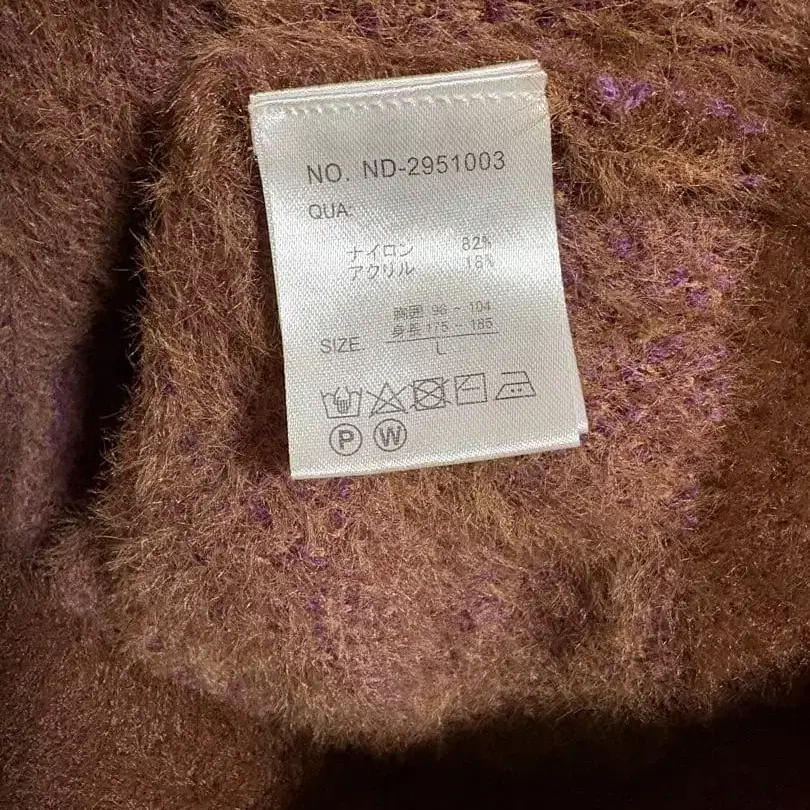 NO. ND-2951003
QUA:
ナイロン 82%
アクリル 18%
胸囲 96 - 104
身長 175 - 185
SIZE. L
P W